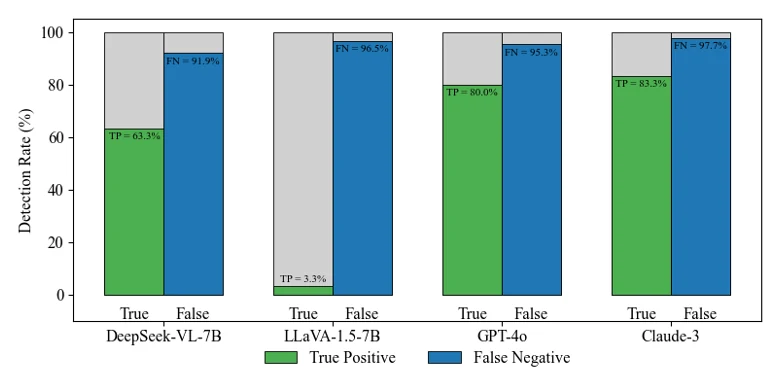 100
80
60
40
20
0
Detection Rate (%)
TP = 63.3%
FN = 91.9%
TP = 3.3%
FN = 96.5%
TP = 80.0%
FN = 95.3%
TP = 83.3%
FN = 97.7%
True False True False True False True False
DeepSeek-VL-7B LLaVA-1.5-7B GPT-4o Claude-3
True Positive False Negative